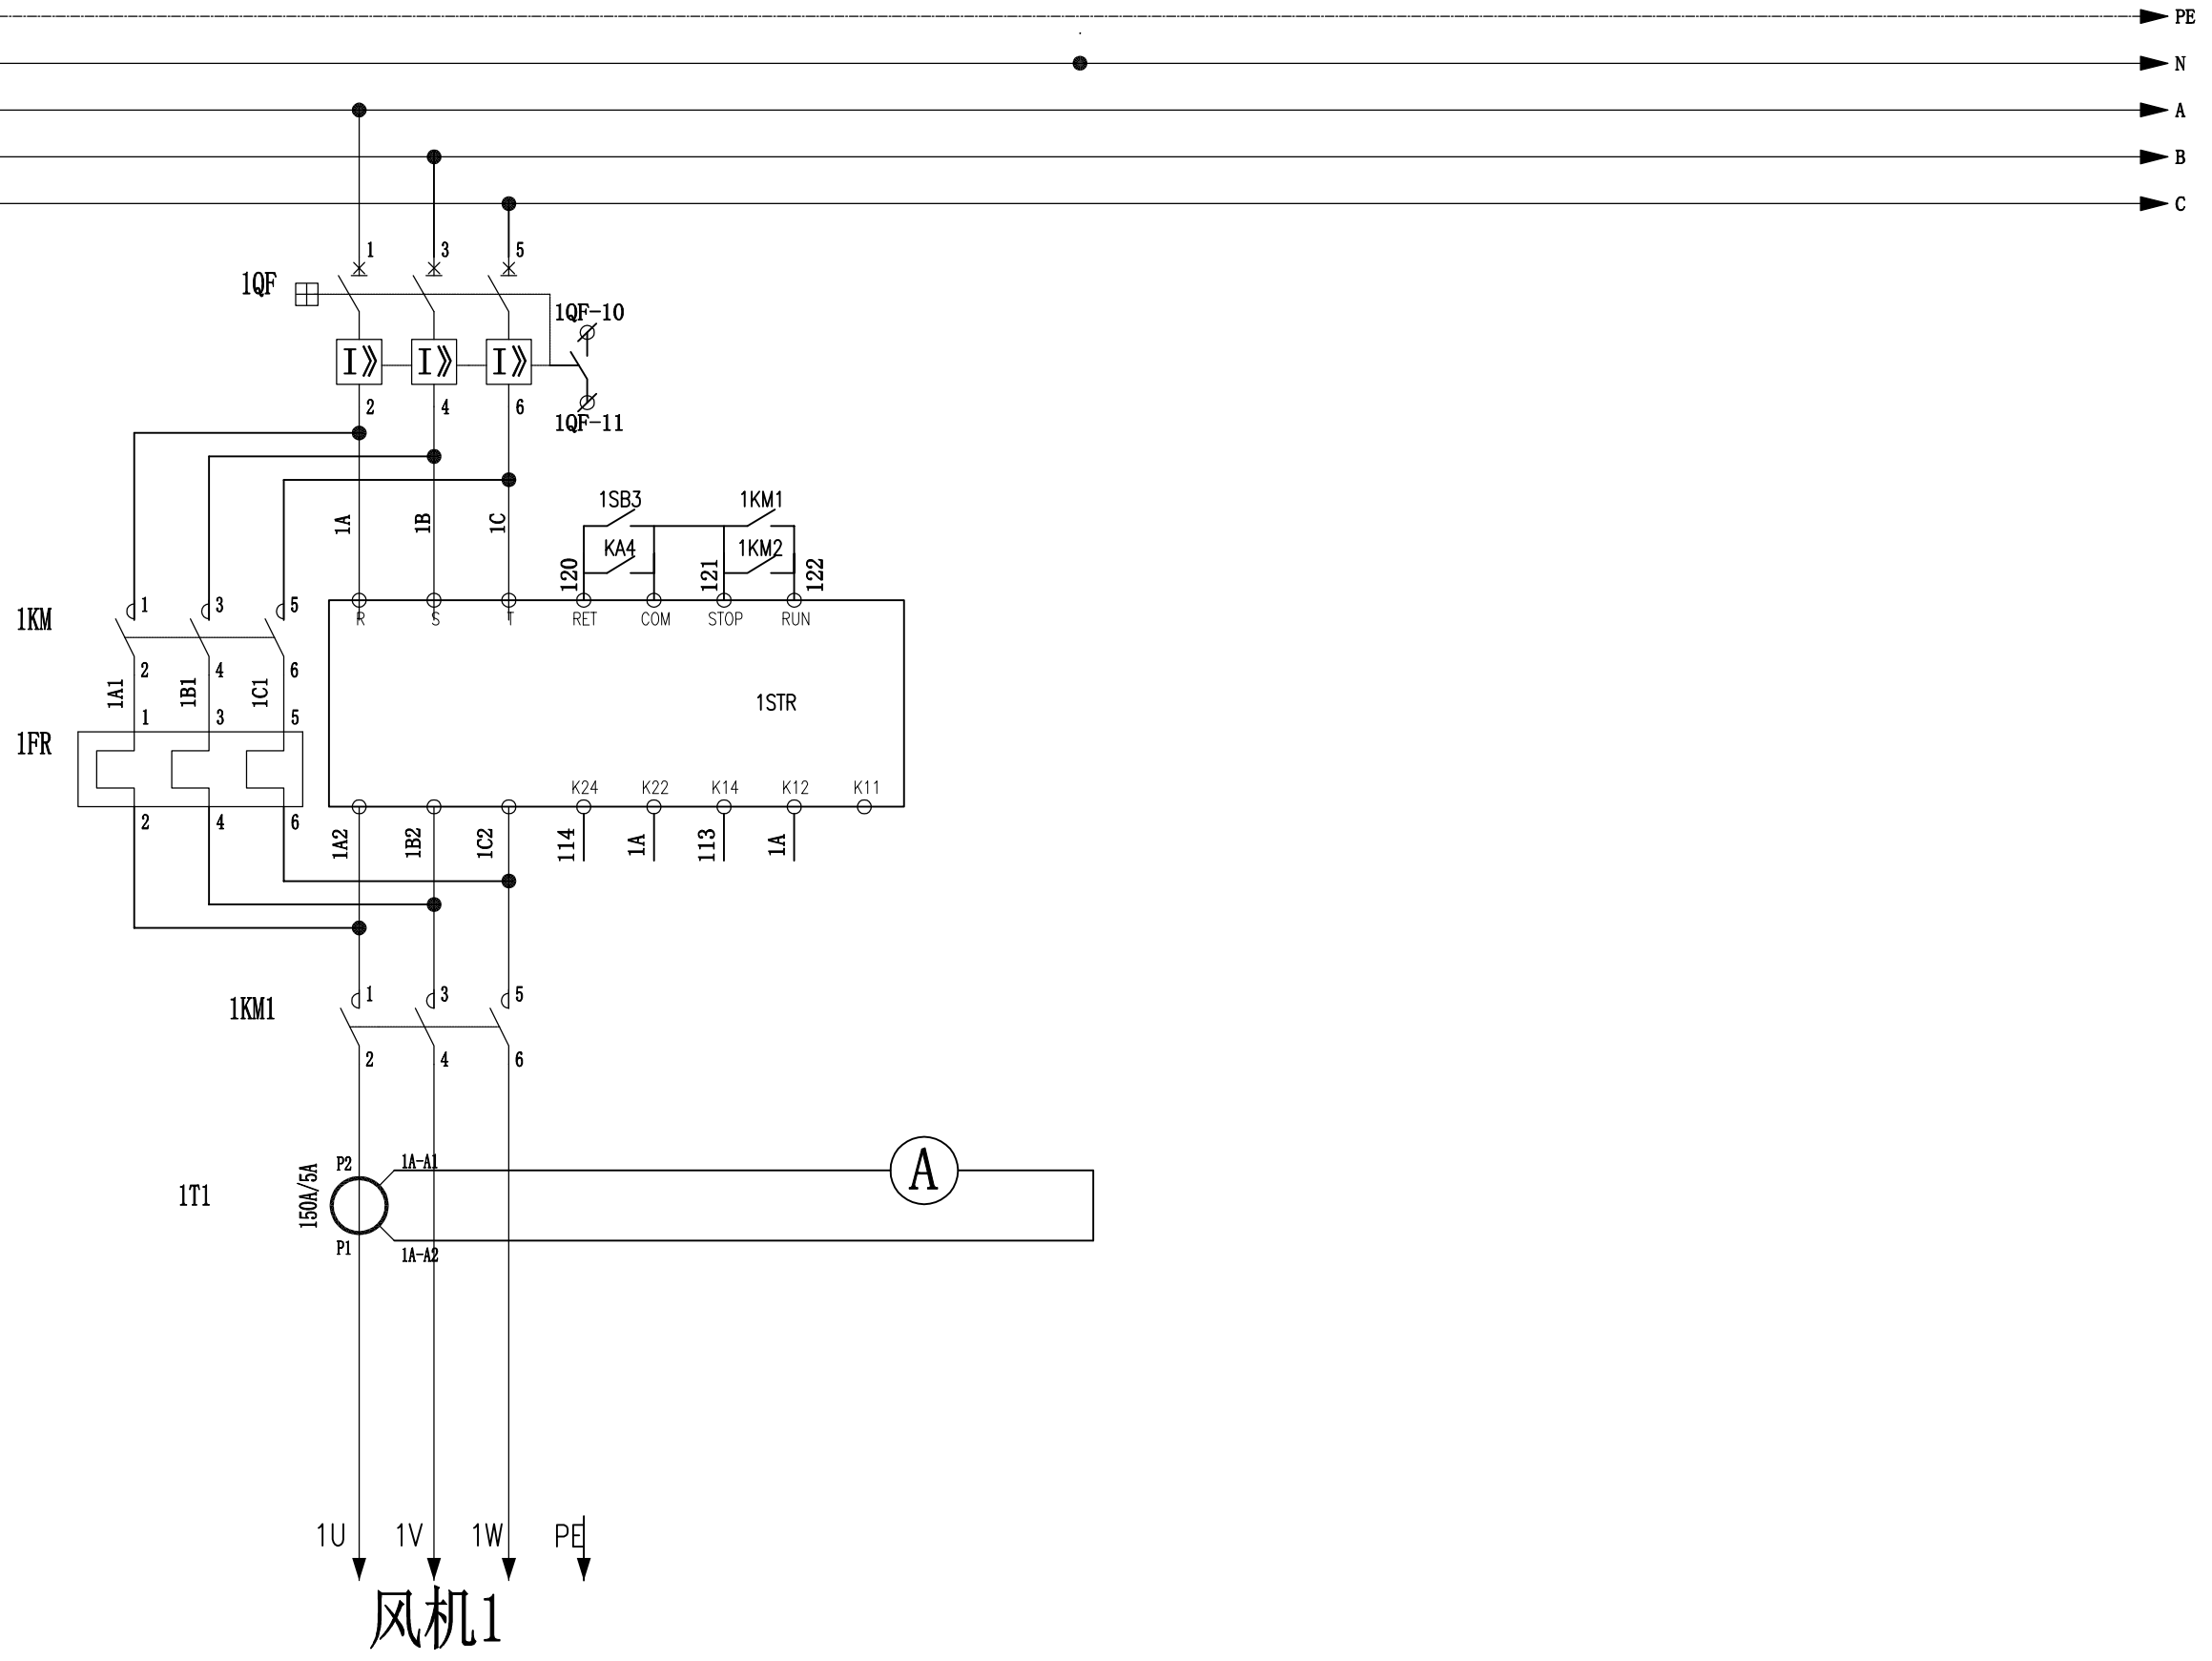 PE
N
A
B
C
1 3 5
1QF
1QF-10
I》 I》 I》
2 4 6
1QF-11
1SB3 1KM1
1A 1B 1C
KA4 1KM2
120 121 122
1KM
1 3 5
R S T RET COM STOP RUN
2 4 6
1A1 1B1 1C1
1STR
1 3 5
1FR
K24 K22 K14 K12 K11
2 4 6
1A2 1B2 1C2 114 1A 113 1A
1KM1
1 3 5
2 4 6
P2 1A-A1
A
1T1
150A/5A
P1 1A-A2
1U 1V 1W PE
风机1